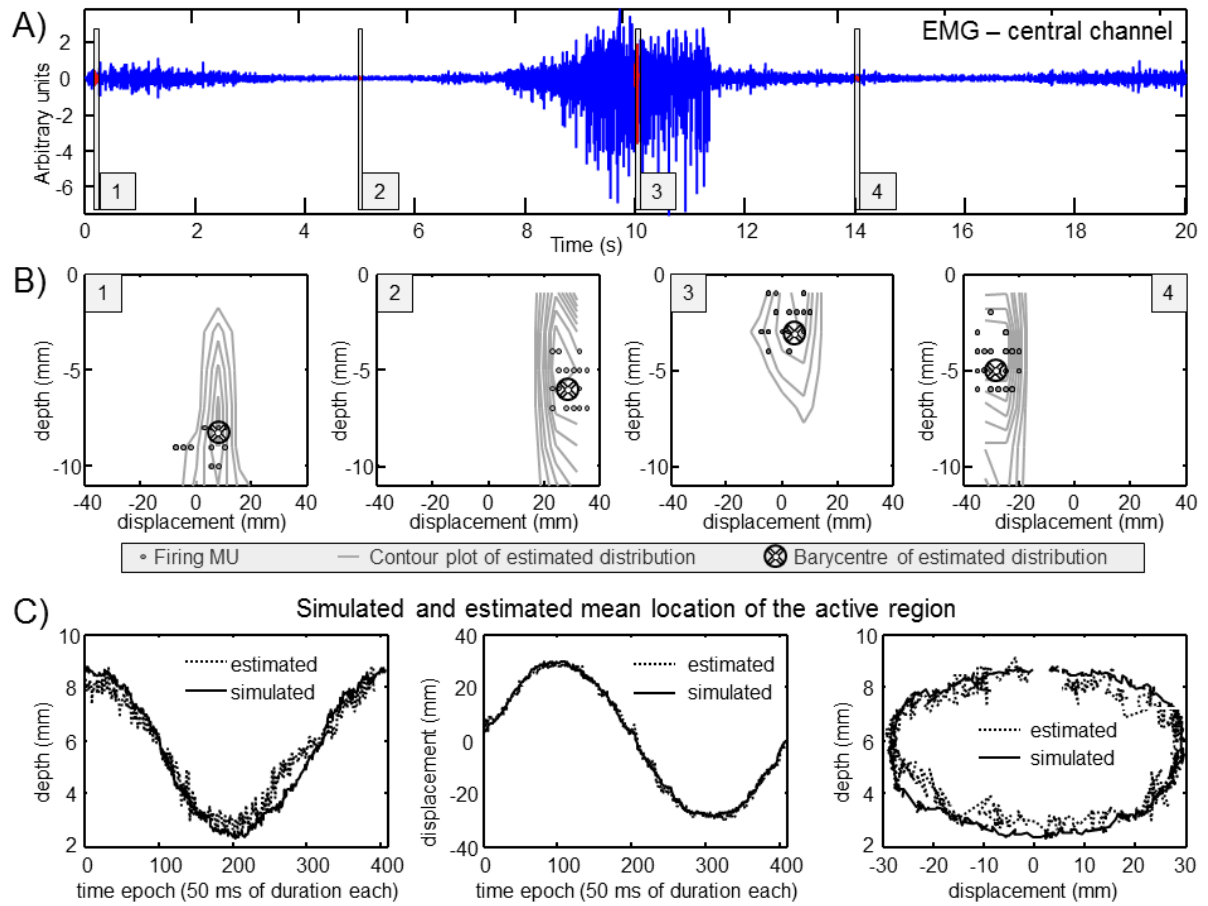 A)
EMG – central channel
Arbitrary units
2
0
-2
-4
-6
1
2
3
4
0 2 4 6 8 10 12 14 16 18 20
Time (s)
B)
1
0
-5
-10
depth (mm)
-40 -20 0 20 40
displacement (mm)
2
0
-5
-10
depth (mm)
-40 -20 0 20 40
displacement (mm)
3
0
-5
-10
depth (mm)
-40 -20 0 20 40
displacement (mm)
4
0
-5
-10
depth (mm)
-40 -20 0 20 40
displacement (mm)
Firing MU
Contour plot of estimated distribution
Barycentre of estimated distribution
C)
Simulated and estimated mean location of the active region
10
8
6
4
2
depth (mm)
estimated
simulated
0 100 200 300 400
time epoch (50 ms of duration each)
40
20
0
-20
-40
displacement (mm)
estimated
simulated
0 100 200 300 400
time epoch (50 ms of duration each)
10
8
6
4
2
depth (mm)
estimated
simulated
-30 -20 -10 0 10 20 30
displacement (mm)